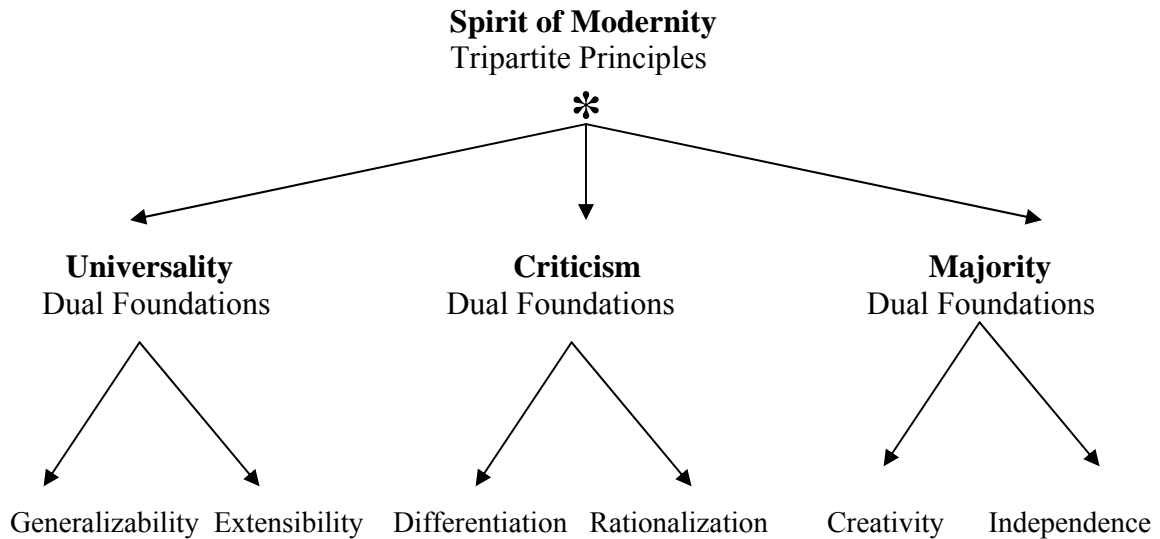 Spirit of Modernity
Tripartite Principles
*
Universality
Dual Foundations
Criticism
Dual Foundations
Majority
Dual Foundations
Generalizability Extensibility Differentiation Rationalization Creativity Independence